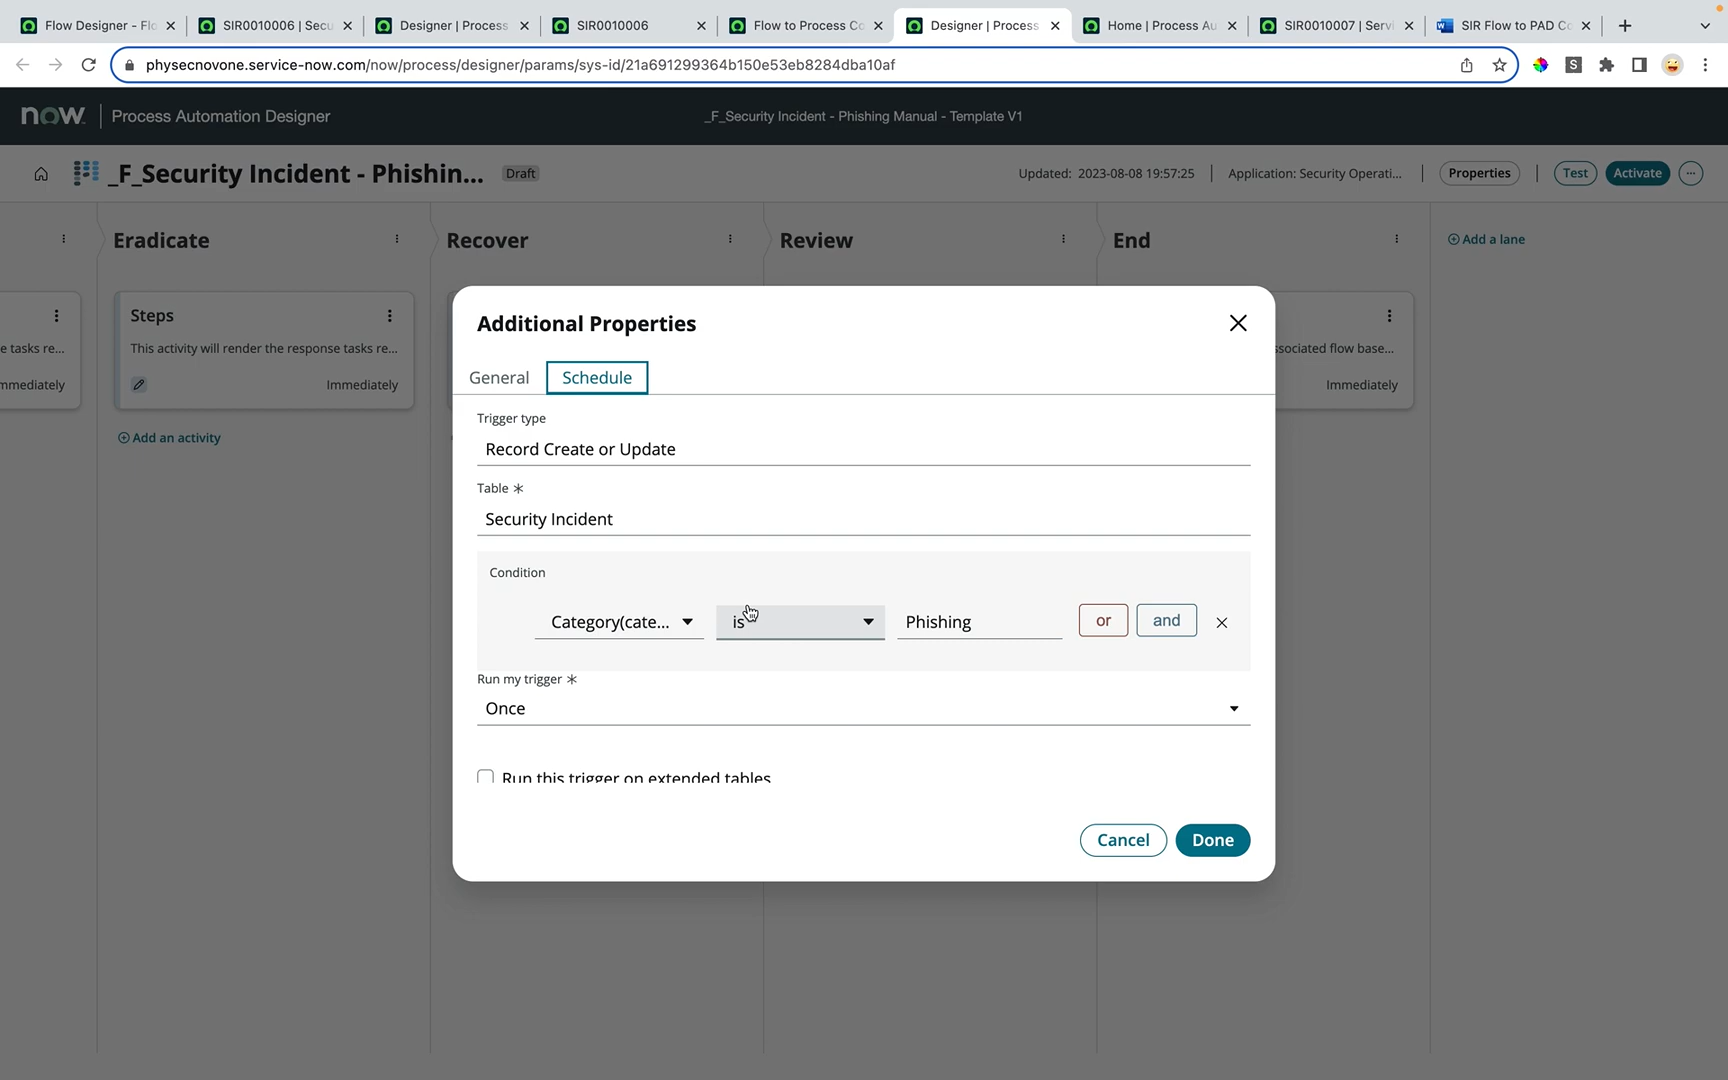 Flow Designer - Flo
SIR0010006 | Secu
Designer | Process
SIR0010006
Flow to Process Co
Designer | Process
Home | Process Au
SIR0010007 | Servi
SIR Flow to PAD Co
physecnovone.service-now.com/now/process/designer/params/sys-id/21a691299364b150e53eb8284dba10af
S
now
Process Automation Designer
_F_Security Incident - Phishing Manual - Template V1
_F_Security Incident - Phishin...
Draft
Updated: 2023-08-08 19:57:25
Application: Security Operati...
Properties
Test
Activate
Eradicate
Recover
Review
End
Add a lane
Steps
e tasks re...
This activity will render the response tasks re...
ssociated flow base...
mmediately
Immediately
Immediately
Add an activity
Additional Properties
General
Schedule
Trigger type
Record Create or Update
Table *
Security Incident
Condition
Category(cate...
is
Phishing
or
and
Run my trigger *
Once
Run this trigger on extended tables
Cancel
Done